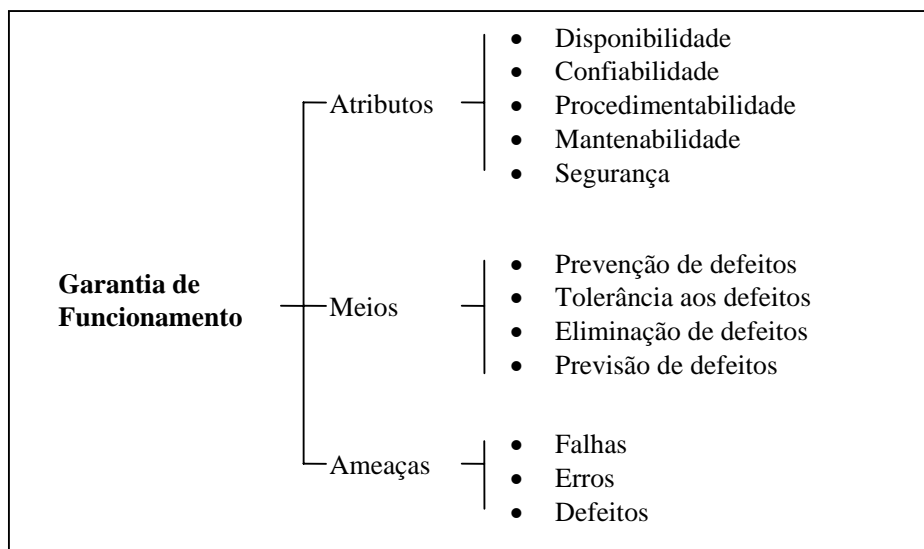 Garantia de
Funcionamento
Atributos
• Disponibilidade
• Confiabilidade
• Procedimentabilidade
• Mantenabilidade
• Segurança
Meios
• Prevenção de defeitos
• Tolerância aos defeitos
• Eliminação de defeitos
• Previsão de defeitos
Ameaças
• Falhas
• Erros
• Defeitos